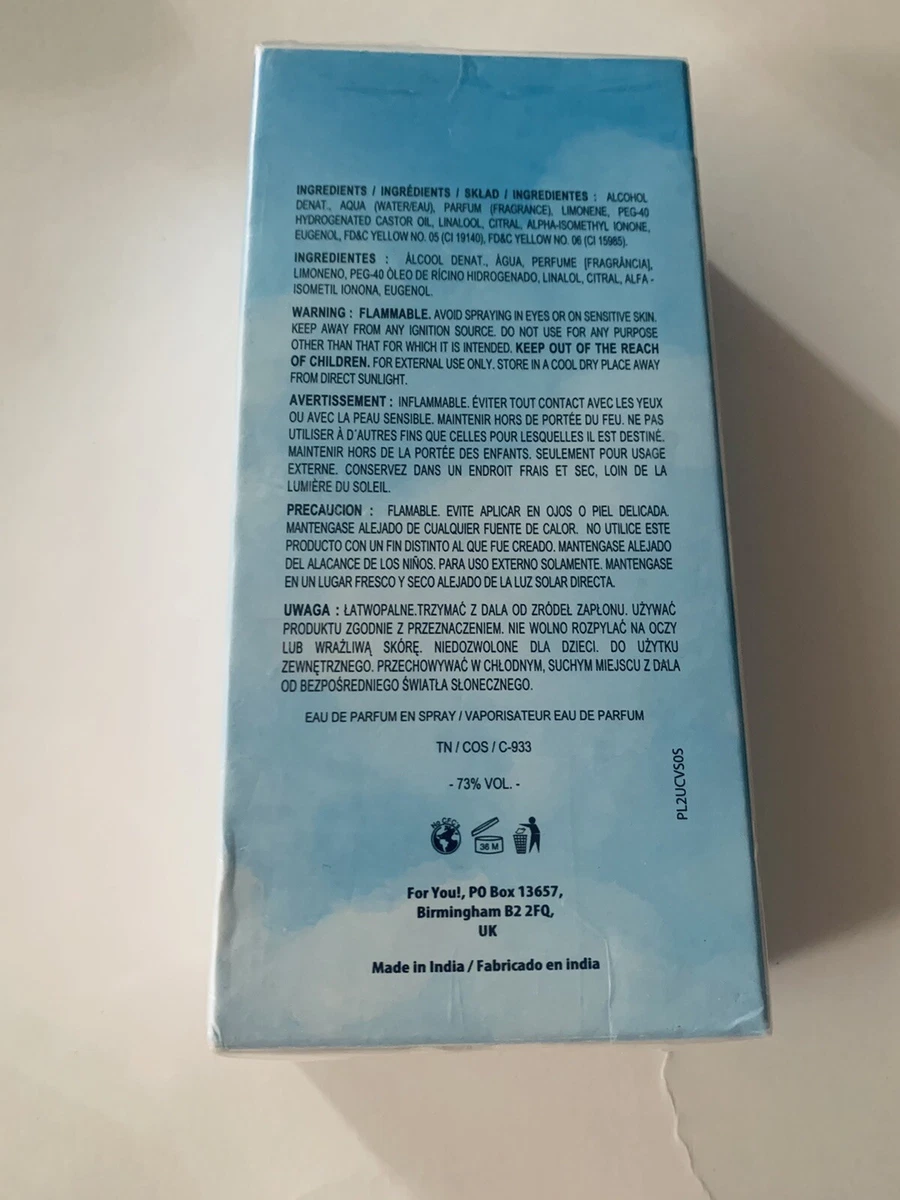 INGREDIENTS / INGRÉDIENTS / SKŁAD / INGREDIENTES : ALCOHOL
DENAT., AQUA (WATER/EAU), PARFUM (FRAGRANCE), LIMONENE, PEG-40
HYDROGENATED CASTOR OIL, LINALOOL, CITRAL, ALPHA-ISOMETHYL IONONE,
EUGENOL, FD&C YELLOW NO. 05 (CI 19140), FD&C YELLOW NO. 06 (CI 15985).
INGREDIENTES : ÀLCOOL DENAT., ÀGUA, PERFUME [FRAGRÂNCIA],
LIMONENO, PEG-40 ÓLEO DE RÍCINO HIDROGENADO, LINALOL, CITRAL, ALFA -
ISOMETIL IONONA, EUGENOL.
WARNING : FLAMMABLE. AVOID SPRAYING IN EYES OR ON SENSITIVE SKIN.
KEEP AWAY FROM ANY IGNITION SOURCE. DO NOT USE FOR ANY PURPOSE
OTHER THAN THAT FOR WHICH IT IS INTENDED. KEEP OUT OF THE REACH
OF CHILDREN. FOR EXTERNAL USE ONLY. STORE IN A COOL DRY PLACE AWAY
FROM DIRECT SUNLIGHT.
AVERTISSEMENT : INFLAMMABLE. ÉVITER TOUT CONTACT AVEC LES YEUX
OU AVEC LA PEAU SENSIBLE. MAINTENIR HORS DE PORTÉE DU FEU. NE PAS
UTILISER À D'AUTRES FINS QUE CELLES POUR LESQUELLES IL EST DESTINÉ.
MAINTENIR HORS DE LA PORTÉE DES ENFANTS. SEULEMENT POUR USAGE
EXTERNE. CONSERVEZ DANS UN ENDROIT FRAIS ET SEC, LOIN DE LA
LUMIÈRE DU SOLEIL.
PRECAUCION : FLAMABLE. EVITE APLICAR EN OJOS O PIEL DELICADA.
MANTENGASE ALEJADO DE CUALQUIER FUENTE DE CALOR. NO UTILICE ESTE
PRODUCTO CON UN FIN DISTINTO AL QUE FUE CREADO. MANTENGASE ALEJADO
DEL ALACANCE DE LOS NIÑOS. PARA USO EXTERNO SOLAMENTE. MANTENGASE
EN UN LUGAR FRESCO Y SECO ALEJADO DE LA LUZ SOLAR DIRECTA.
UWAGA : ŁATWOPALNE.TRZYMAĆ Z DALA OD ZRÓDEŁ ZAPŁONU. UŻYWAĆ
PRODUKTU ZGODNIE Z PRZEZNACZENIEM. NIE WOLNO ROZPYLAĆ NA OCZY
LUB WRAŻLIWĄ SKÓRĘ. NIEDOZWOLONE DLA DZIECI. DO UŻYTKU
ZEWNĘTRZNEGO. PRZECHOWYWAĆ W CHŁODNYM, SUCHYM MIEJSCU Z DALA
OD BEZPOŚREDNIEGO ŚWIATŁA SŁONECZNEGO.
EAU DE PARFUM EN SPRAY / VAPORISATEUR EAU DE PARFUM
TN / COS / C-933
- 73% VOL. -
PL2UCVS05
No CFC's
36 M
For You!, PO Box 13657,
Birmingham B2 2FQ,
UK
Made in India / Fabricado en india